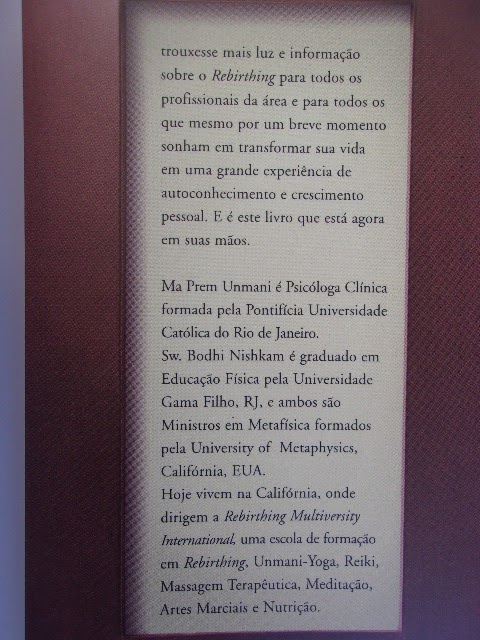 trouxesse mais luz e informação
sobre o Rebirthing para todos os
profissionais da área e para todos os
que mesmo por um breve momento
sonham em transformar sua vida
em uma grande experiência de
autoconhecimento e crescimento
pessoal. E é este livro que está agora
em suas mãos.
Ma Prem Unmani é Psicóloga Clínica
formada pela Pontifícia Universidade
Católica do Rio de Janeiro.
Sw. Bodhi Nishkam é graduado em
Educação Física pela Universidade
Gama Filho, RJ, e ambos são
Ministros em Metafísica formados
pela University of Metaphysics,
Califórnia, EUA.
Hoje vivem na Califórnia, onde
dirigem a Rebirthing Multiversity
International, uma escola de formação
em Rebirthing, Unmani-Yoga, Reiki,
Massagem Terapêutica, Meditação,
Artes Marciais e Nutrição.